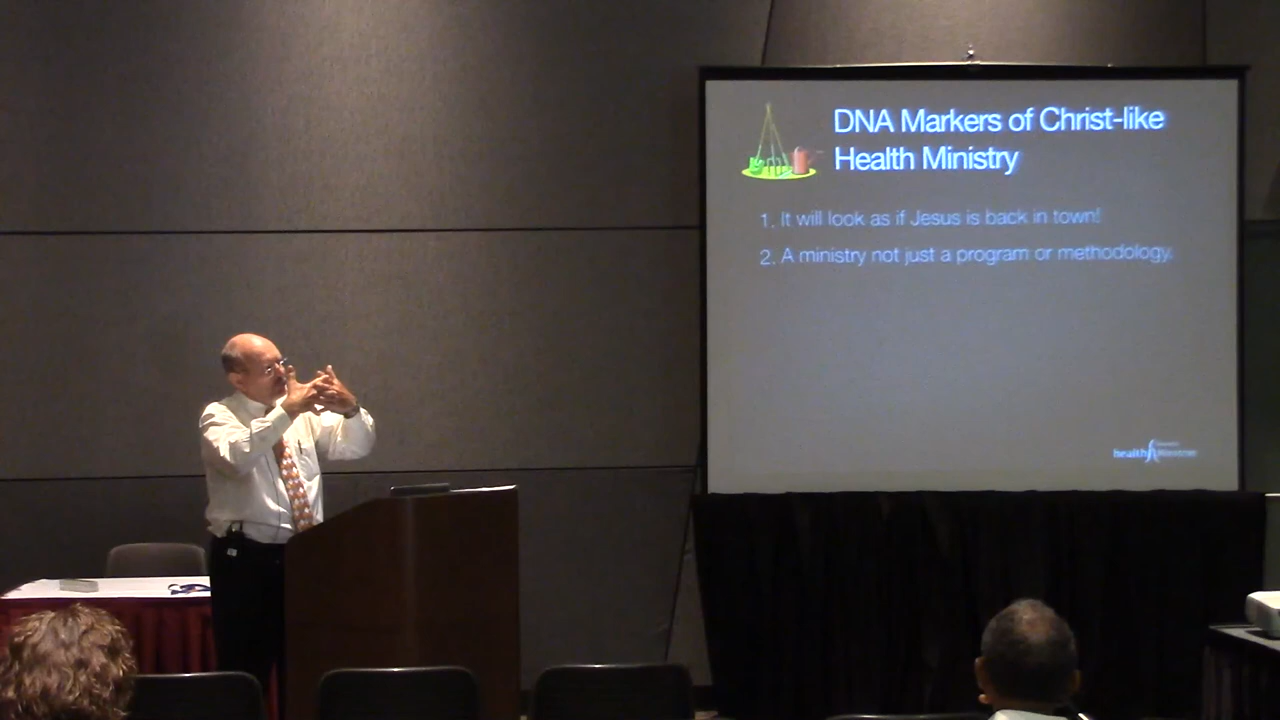 DNA Markers of Christ-like
Health Ministry
1. It will look as if Jesus is back in town!
2. A ministry not just a program or methodology.
health